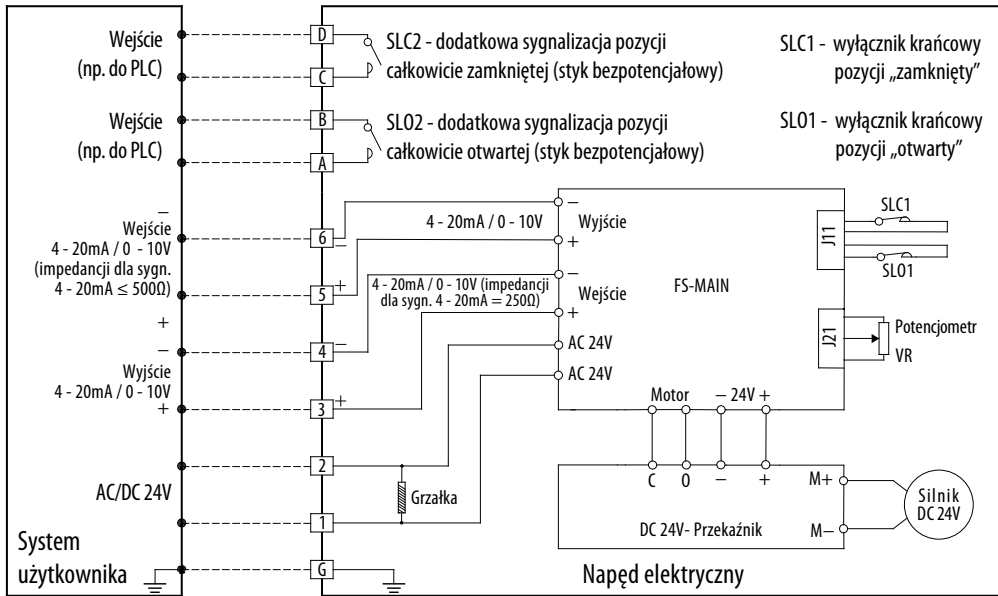 Wejście
(np. do PLC)
D
C
SLC2 - dodatkowa sygnalizacja pozycji
całkowicie zamkniętej (styk bezpotencjałowy)
SLC1 - wyłącznik krańcowy
pozycji „zamknięty”
Wejście
(np. do PLC)
B
A
SLO2 - dodatkowa sygnalizacja pozycji
całkowicie otwartej (styk bezpotencjałowy)
SLO1 - wyłącznik krańcowy
pozycji „otwarty”
−
Wejście
4 - 20mA / 0 - 10V
(impedancji dla sygn.
4 - 20mA ≤ 500Ω)
+
6
−
5
+
4 - 20mA / 0 - 10V
−
Wyjście
+
4 - 20mA / 0 - 10V (impedancji
dla sygn. 4 - 20mA = 250Ω)
−
Wejście
+
AC 24V
AC 24V
FS-MAIN
J11
SLC1
SLO1
J21
Potencjometr
VR
−
Wyjście
4 - 20mA / 0 - 10V
+
4
−
3
+
Motor
− 24V +
C
O
−
+
M+
M−
DC 24V- Przekaźnik
Silnik
DC 24V
AC/DC 24V
2
1
Grzałka
System
użytkownika
G
Napęd elektryczny